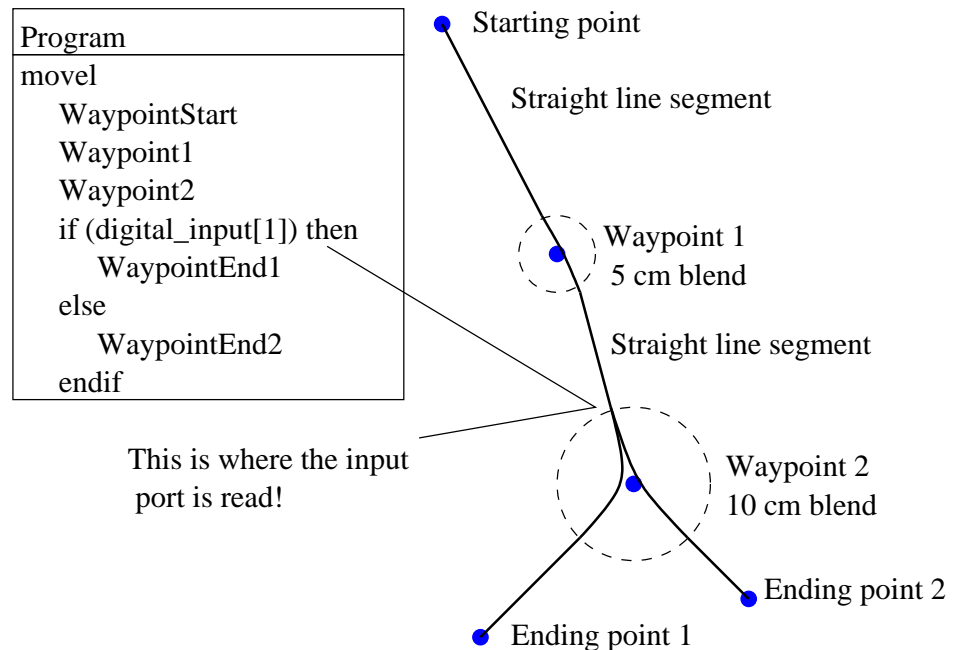 Program
movel
WaypointStart
Waypoint1
Waypoint2
if (digital_input[1]) then
WaypointEnd1
else
WaypointEnd2
endif
Starting point
Straight line segment
Waypoint 1
5 cm blend
Straight line segment
This is where the input
port is read!
Waypoint 2
10 cm blend
Ending point 2
Ending point 1